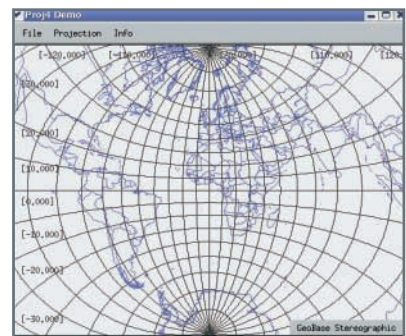 Proj4 Demo
File Projection Info
[-120,000] [110,000] [120,
[20,000]
[10,000]
[0,000]
[-10,000]
[-20,000]
[-30,000]
GeoBase Stereographic